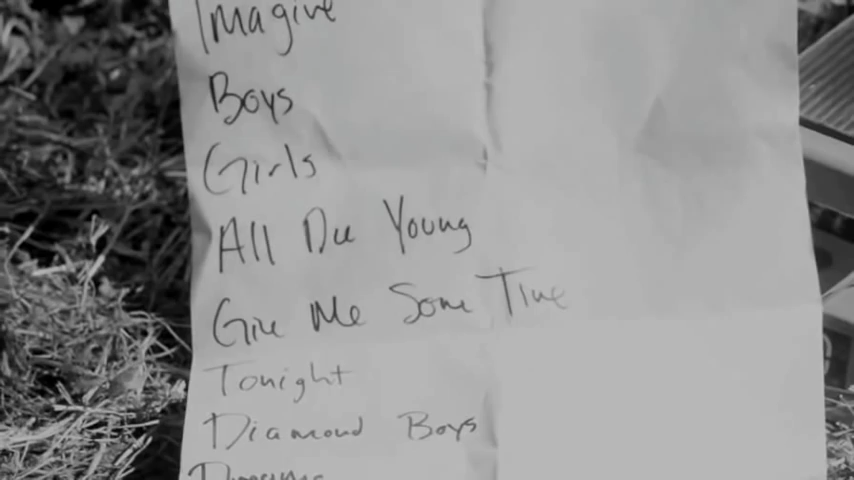 Imagine
Boys
Girls
All Die Young
Give Me Some Time
Tonight
Diamond Boys